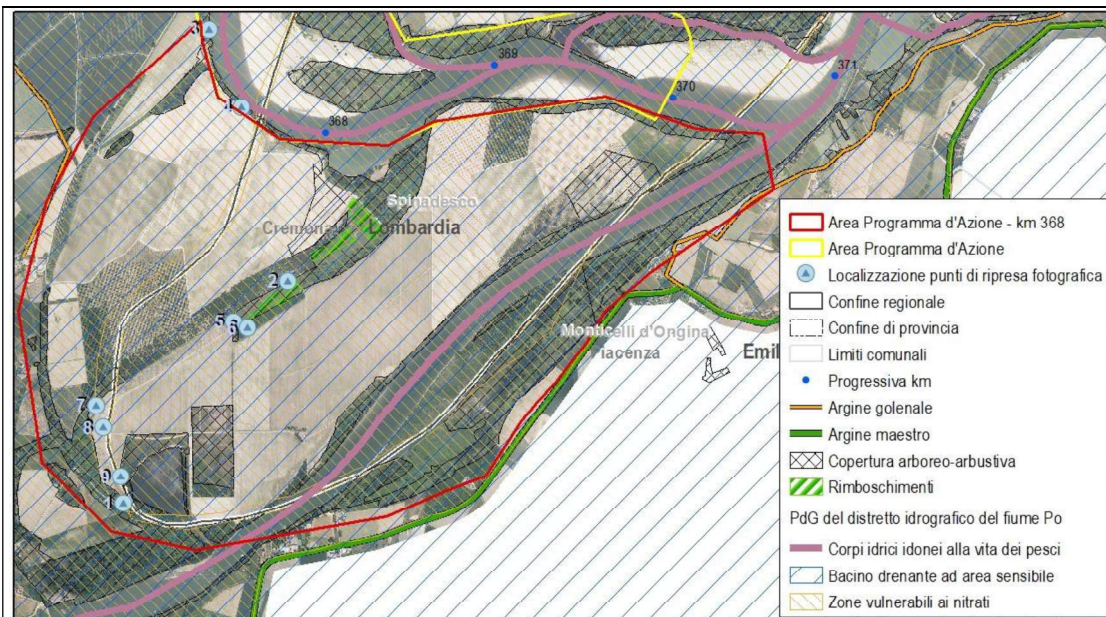 3
369
371
370
1
368
Spinadesco
Cremona
Lombardia
2
5
6
Monticelli d'Ongina
Piacenza
Emil
7
8
9
Area Programma d'Azione - km 368
Area Programma d'Azione
Localizzazione punti di ripresa fotografica
Confine regionale
Confine di provincia
Limiti comunali
Progressiva km
Argine golenale
Argine maestro
Copertura arboreo-arbustiva
Rimboschimenti
PdG del distretto idrografico del fiume Po
Corpi idrici idonei alla vita dei pesci
Bacino drenante ad area sensibile
Zone vulnerabili ai nitrati